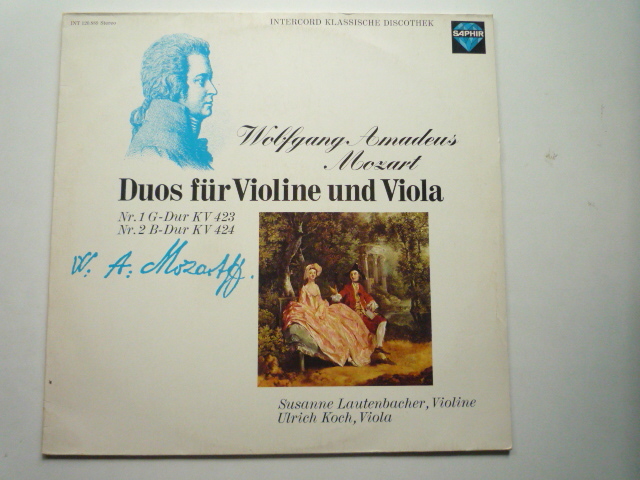 INTERCORD KLASSISCHE DISCOTHEK
SAPHIR
Wolfgang Amadeus
Mozart
Duos für Violine und Viola
Nr. 1 G-Dur KV 423
Nr. 2 B-Dur KV 424
W. A. Mozart
Susanne Lautenbacher, Violine
Ulrich Koch, Viola